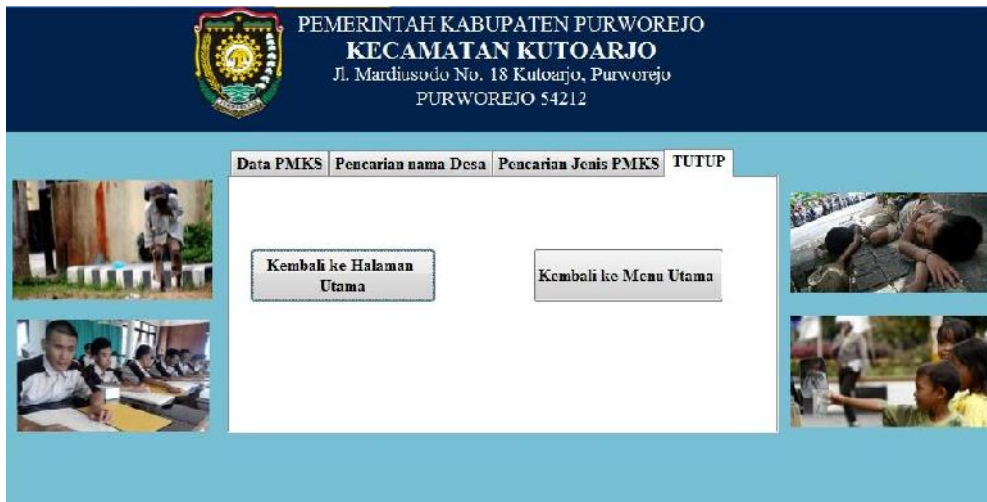 PEMERINTAH KABUPATEN PURWOREJO
KECAMATAN KUTOARJO
Jl. Mardiusodo No. 18 Kutoarjo, Purworejo
PURWOREJO 54212
Data PMKS Pencarian nama Desa Pencarian Jenis PMKS TUTUP
Kembali ke Halaman
Utama
Kembali ke Menu Utama